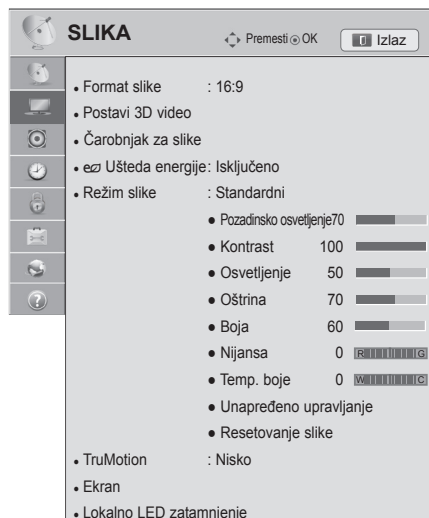 SLIKA
Premesti OK
Izlaz
• Format slike : 16:9
• Postavi 3D video
• Čarobnjak za slike
• Ušteda energije: Isključeno
• Režim slike : Standardni
● Pozadinsko osvetljenje70
● Kontrast 100
● Osvetljenje 50
● Oštrina 70
● Boja 60
● Nijansa 0 R G
● Temp. boje 0 W C
● Unapređeno upravljanje
● Resetovanje slike
• TruMotion : Nisko
• Ekran
• Lokalno LED zatamnjenje